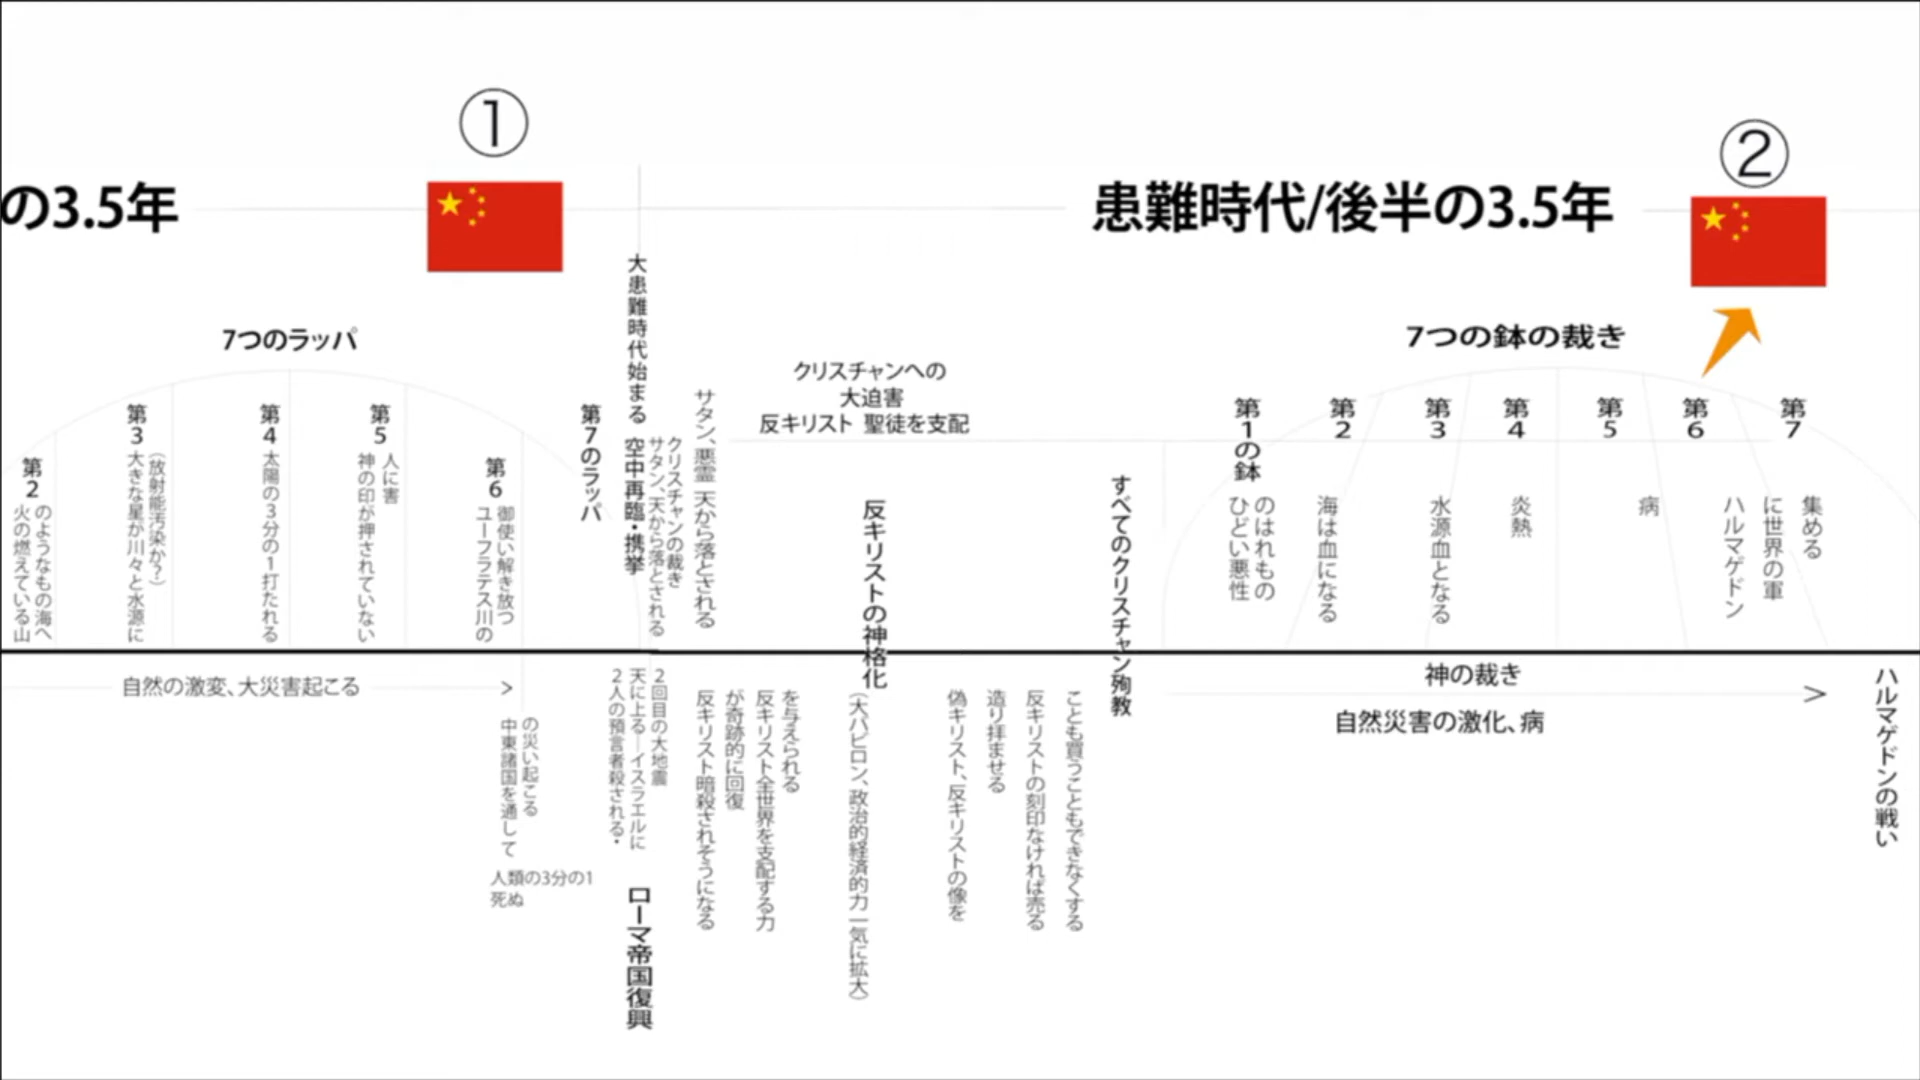 ①
②
の3.5年
患難時代/後半の3.5年
7つのラッパ
第2
のようなもの海へ
火の燃えている山
第3
(放射能汚染か?)
大きな星が川々と水源に
第4
太陽の3分の1打たれる
第5
人に害
神の印が押されていない
第6
御使い解き放つ
ユーフラテス川の
第7のラッパ
大患難時代始まる
空中再臨・携挙
クリスチャンの裁き
サタン、天から落とされる
サタン、悪霊 天から落とされる
クリスチャンへの
大迫害
反キリスト 聖徒を支配
反キリストの神格化
すべてのクリスチャン殉教
7つの鉢の裁き
第1の鉢
のはれもの
ひどい悪性
第2
海は血になる
第3
水源血となる
第4
炎熱
第5
病
第6
第7
集める
に世界の軍
ハルマゲドン
自然の激変、大災害起こる
>
の災い起こる
中東諸国を通して
人類の3分の1
死ぬ
2回目の大地震
天に上る―イスラエルに
2人の預言者殺される・
ローマ帝国復興
を与えられる
反キリスト全世界を支配する力
が奇跡的に回復
反キリスト暗殺されそうになる
(大バビロン、政治的経済的力一気に拡大)
ことも買うこともできなくする
反キリストの刻印なければ売る
造り拝ませる
偽キリスト、反キリストの像を
神の裁き
>
自然災害の激化、病
ハルマゲドンの戦い